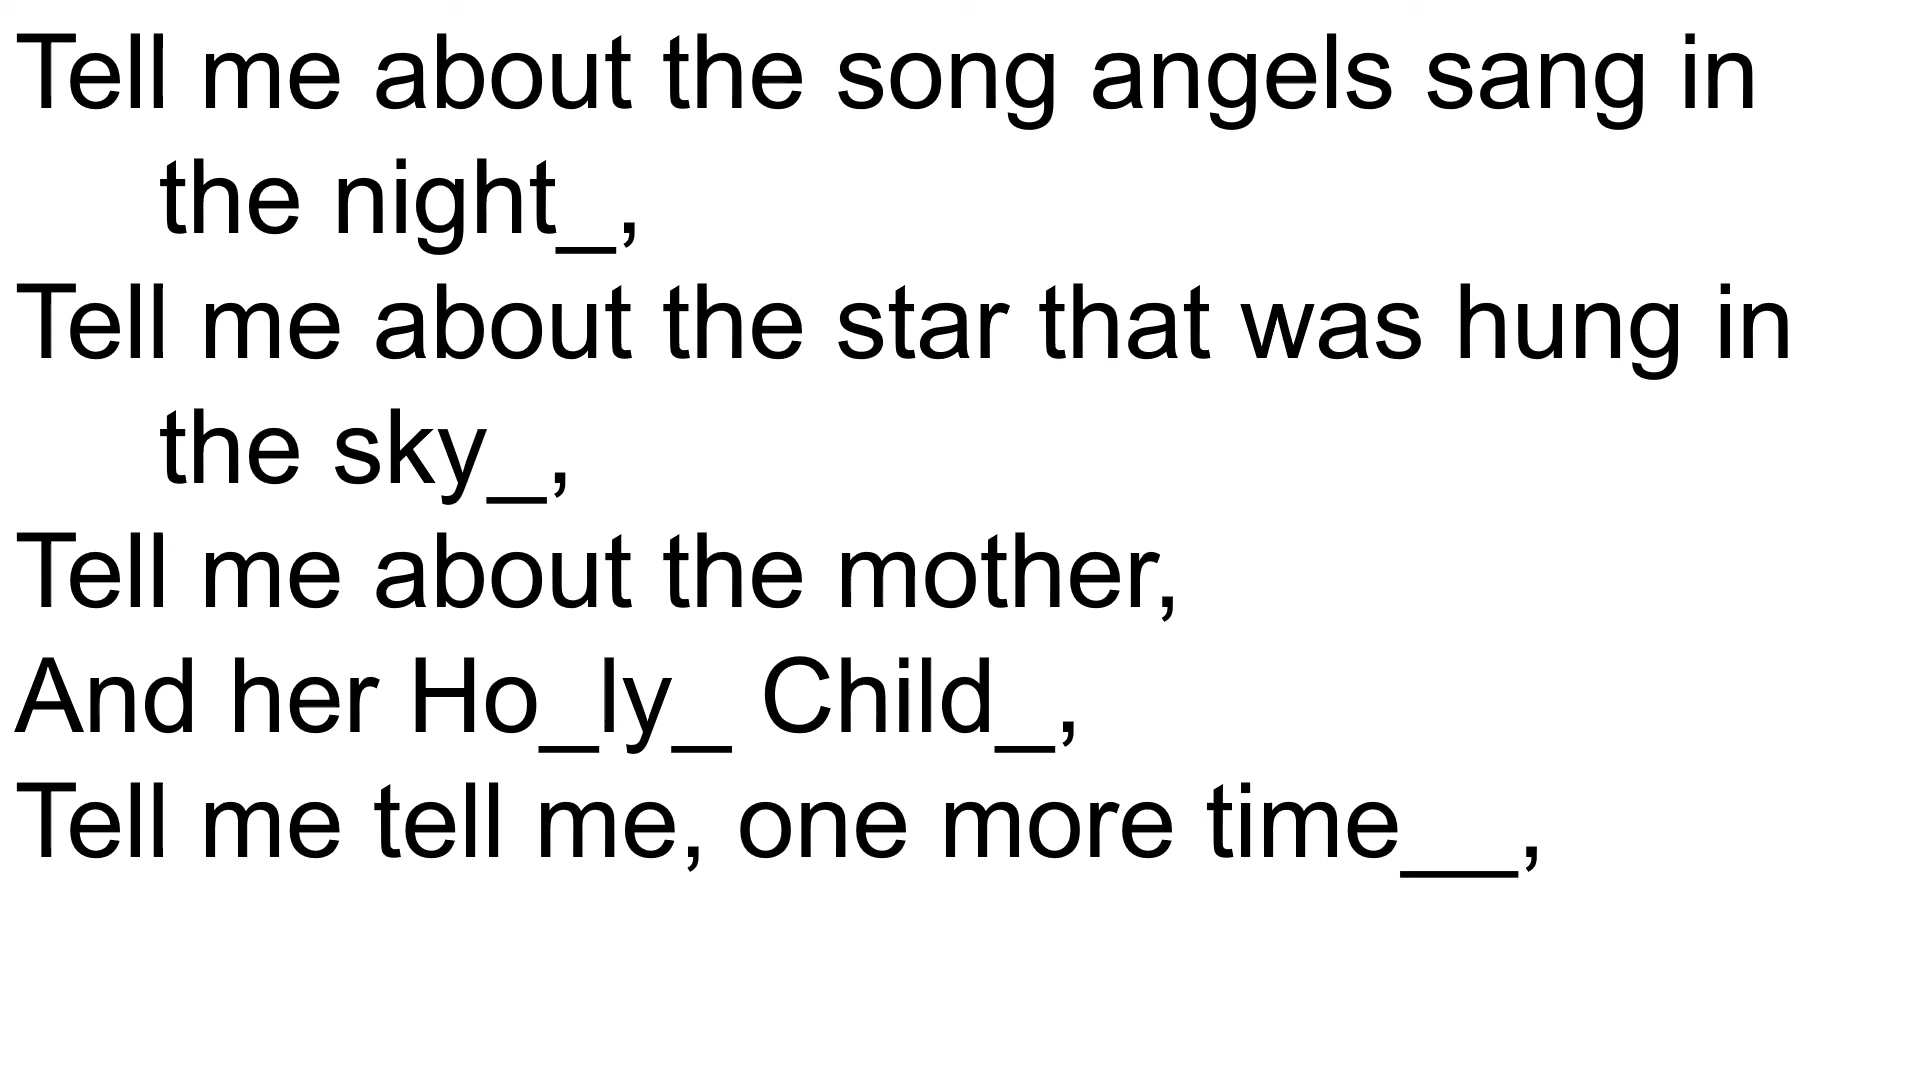 Tell me about the song angels sang in
the night_,
Tell me about the star that was hung in
the sky_,
Tell me about the mother,
And her Ho_ly_ Child_,
Tell me tell me, one more time__,